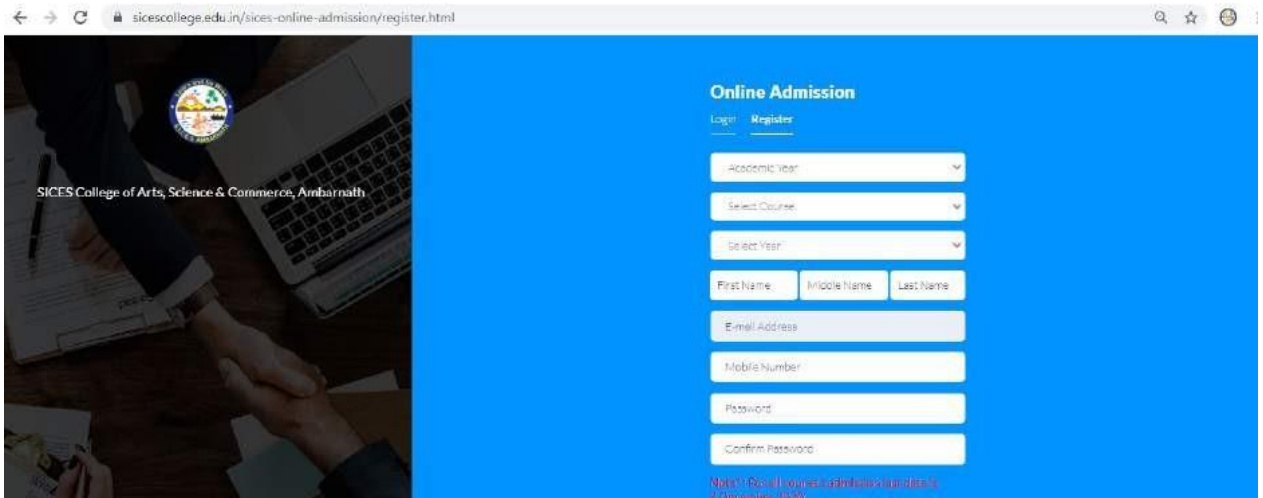 sicescollege.edu.in/sices-online-admission/register.html
SICES College of Arts, Science & Commerce, Ambarnath
Online Admission
Login Register
Academic Year
Select Course
Select Year
First Name Middle Name Last Name
E-mail Address
Mobile Number
Password
Confirm Password